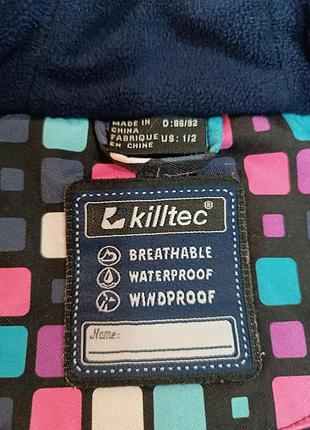 MADE IN D:86/92
CHINA
FABRIQUE US: 1/2
EN CHINE
killtec®
BREATHABLE
WATERPROOF
WINDPROOF
Name: